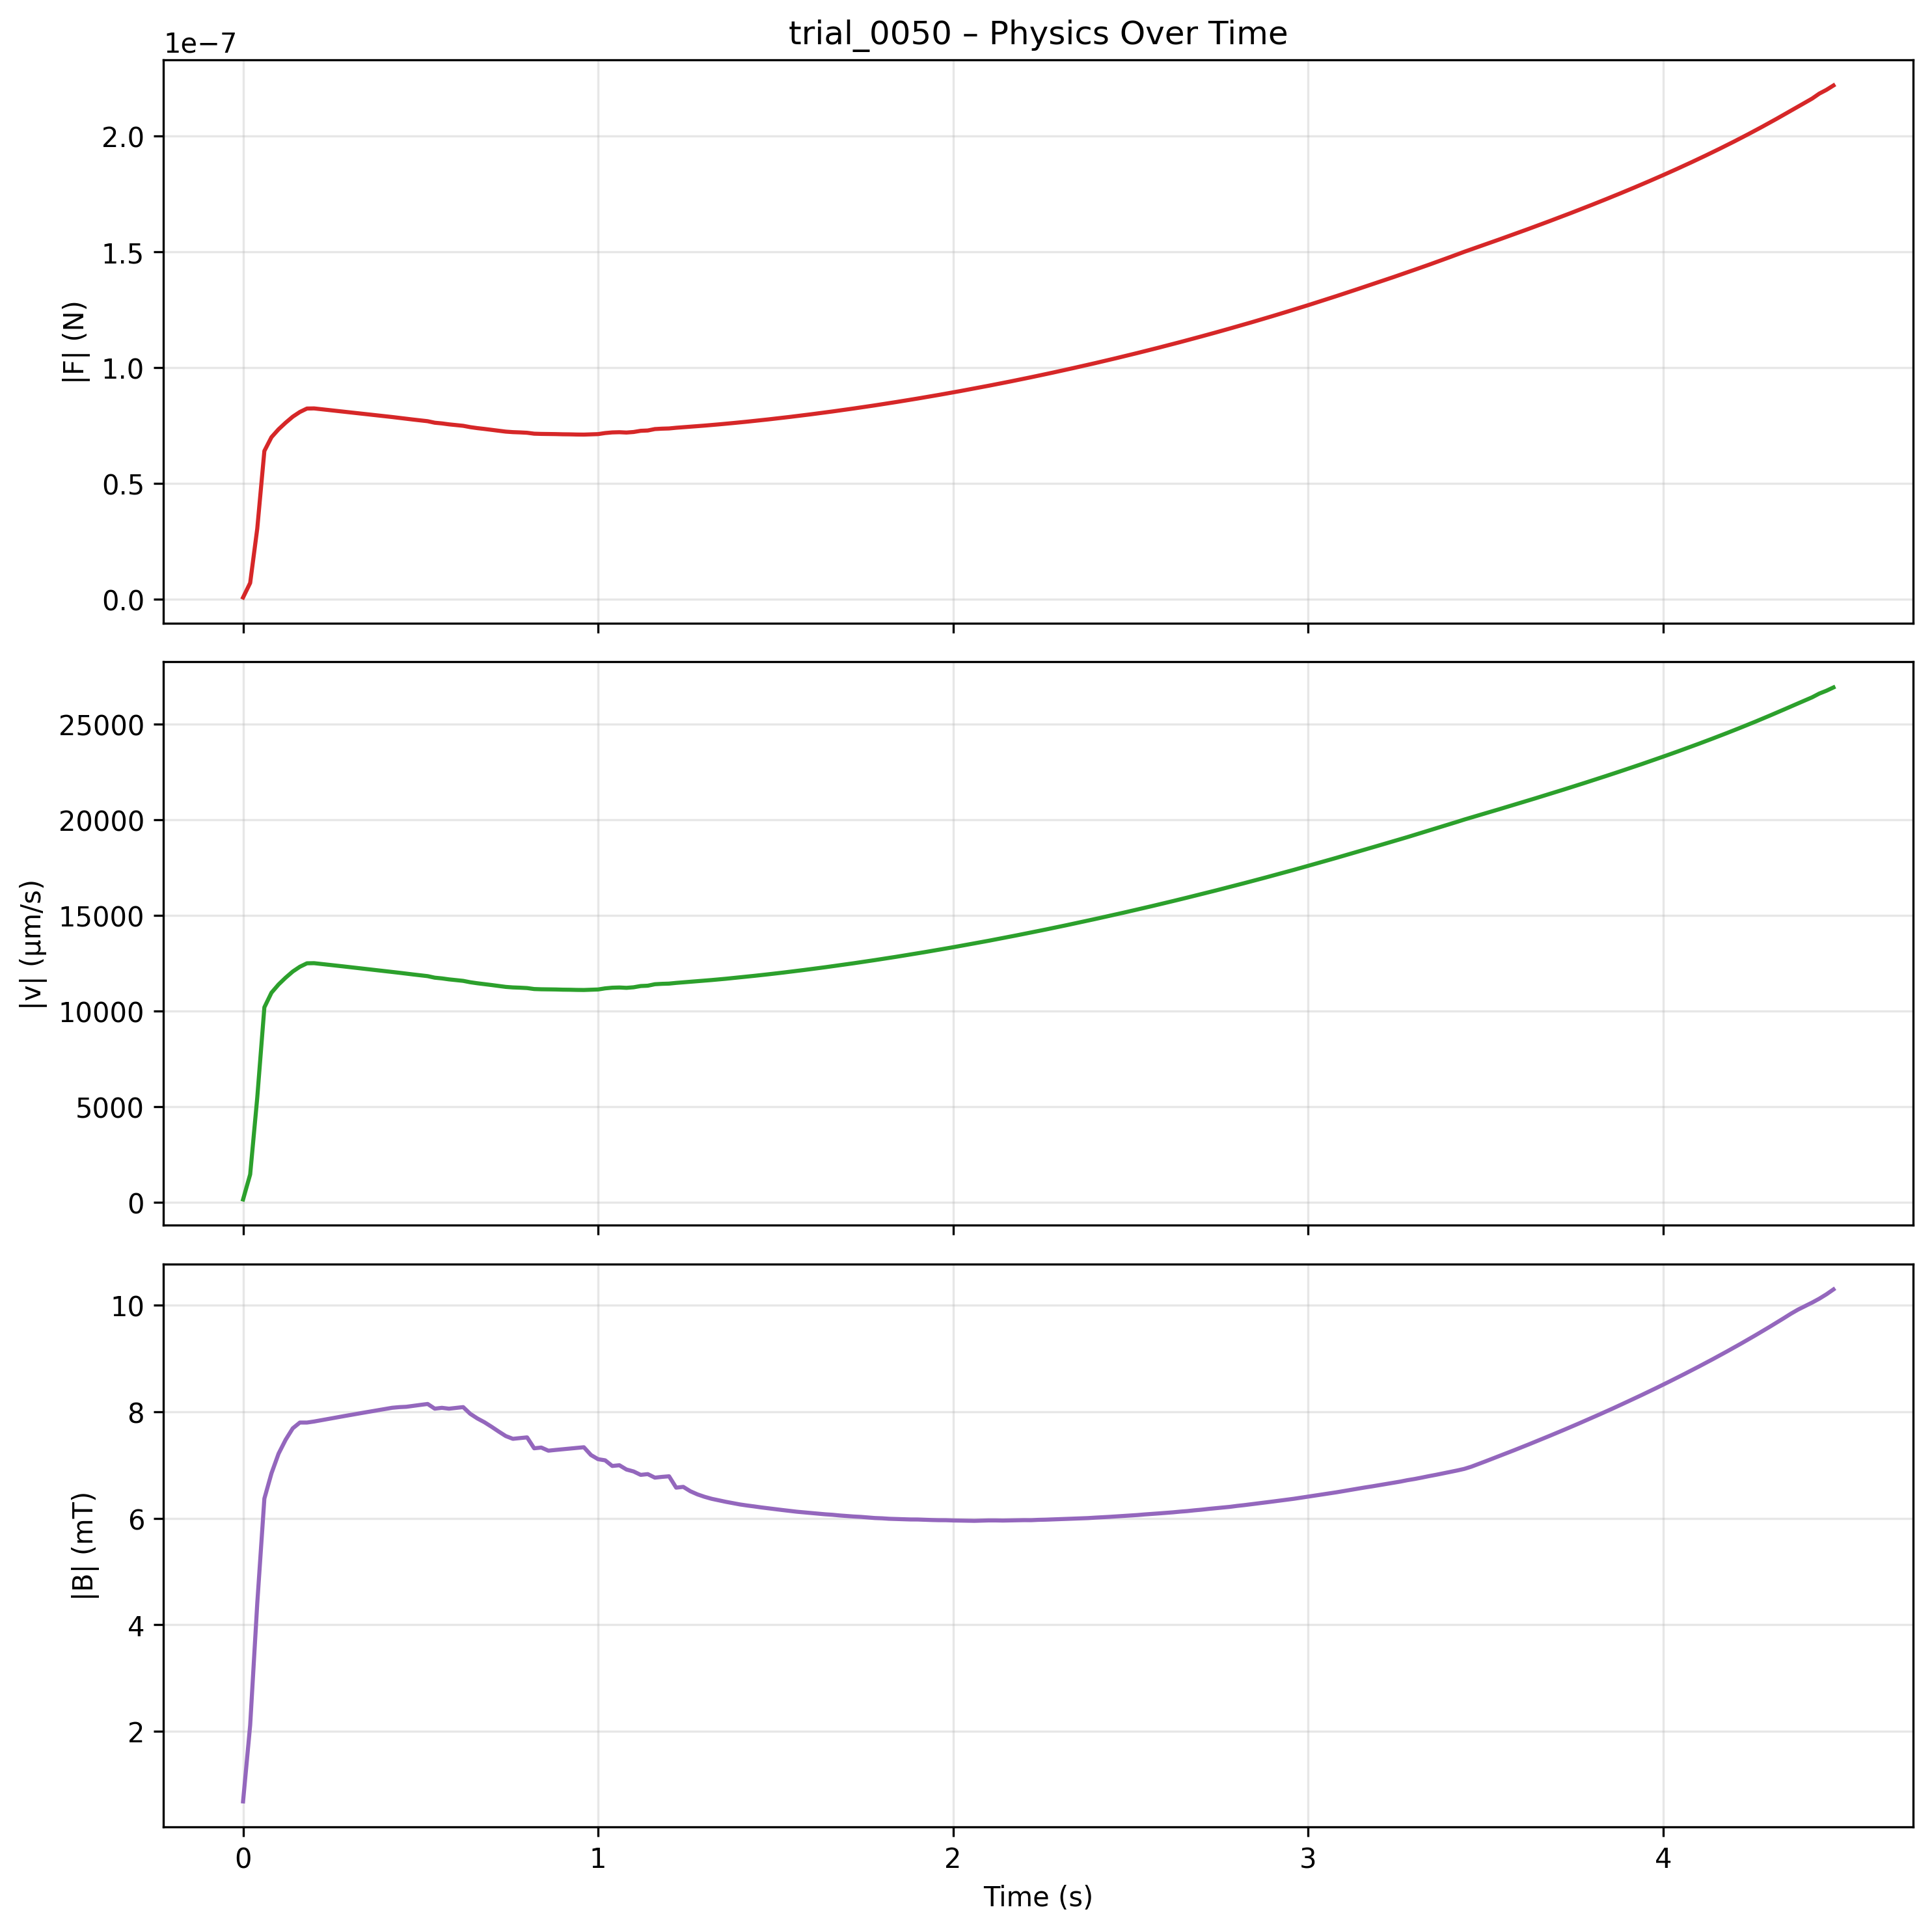 trial_0050 – Physics Over Time
1e−7
2.0
1.5
1.0
0.5
0.0
|F| (N)
25000
20000
15000
10000
5000
0
|v| (µm/s)
10
8
6
4
2
|B| (mT)
0 1 2 3 4
Time (s)